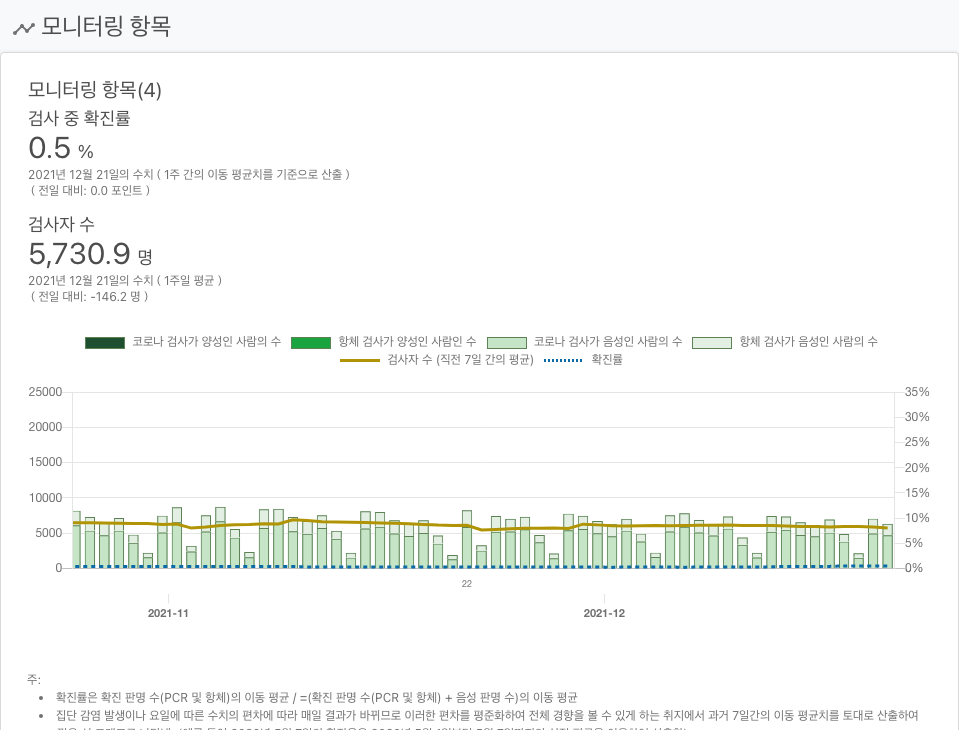 모니터링 항목
모니터링 항목(4)
검사 중 확진률
0.5 %
2021년 12월 21일의 수치 ( 1주 간의 이동 평균치를 기준으로 산출 )
( 전일 대비: 0.0 포인트 )
검사자 수
5,730.9 명
2021년 12월 21일의 수치 ( 1주일 평균 )
( 전일 대비: -146.2 명 )
코로나 검사가 양성인 사람의 수 항체 검사가 양성인 사람인 수 코로나 검사가 음성인 사람의 수 항체 검사가 음성인 사람의 수
검사자 수 (직전 7일 간의 평균) 확진률
25000 35%
30%
20000
25%
15000
20%
15%
10000
10%
5000
5%
0 0%
22
2021-11 2021-12
주:
확진률은 확진 판명 수(PCR 및 항체)의 이동 평균 / =(확진 판명 수(PCR 및 항체) + 음성 판명 수)의 이동 평균
집단 감염 발생이나 요일에 따른 수치의 편차에 따라 매일 결과가 바뀌므로 이러한 편차를 평준화하여 전체 경향을 볼 수 있게 하는 취지에서 과거 7일간의 이동 평균치를 토대로 산출하여